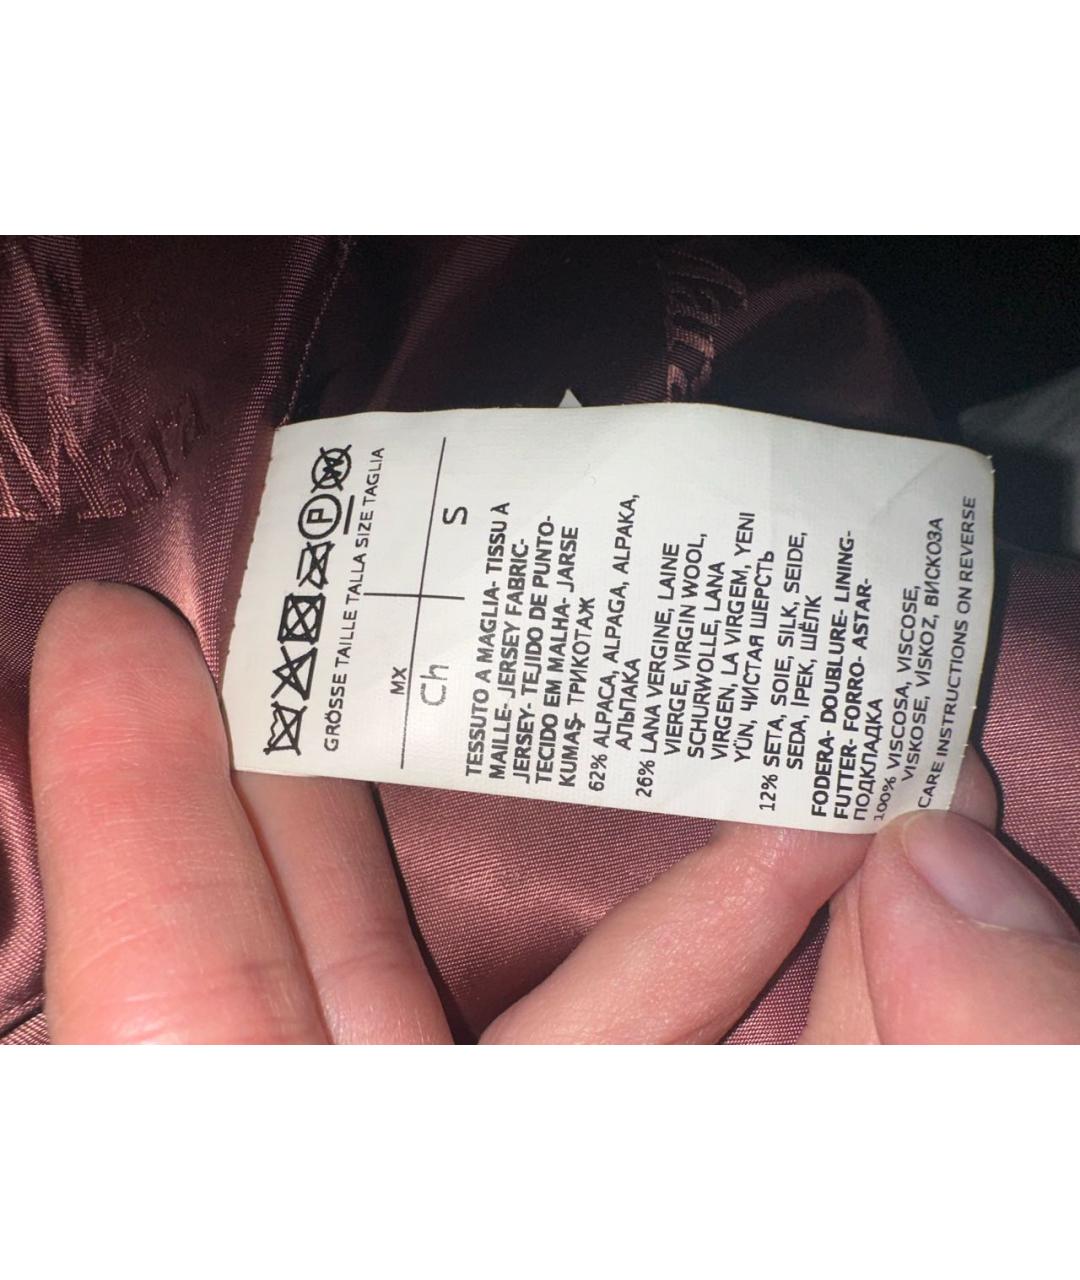 P
W
GRÖSSE TAILLE TALLA SIZE TAGLIA
MX
Ch
S
TESSUTO A MAGLIA- TISSU À
MAILLE- JERSEY FABRIC-
JERSEY- TEJIDO DE PUNTO-
TECIDO EM MALHA- JARSE
KUMAŞ- ТРИКОТАЖ
62% ALPACA, ALPAGA, ALPAKA,
АЛЬПАКА
26% LANA VERGINE, LAINE
VIERGE, VIRGIN WOOL,
SCHURWOLLE, LANA
VIRGEN, LA VIRGEM, YENI
YÜN, ЧИСТАЯ ШЕРСТЬ
12% SETA, SOIE, SILK, SEIDE,
SEDA, İPEK, ШЁЛК
FODERA- DOUBLURE- LINING-
FUTTER- FORRO- ASTAR-
ПОДКЛАДКА
100% VISCOSA, VISCOSE,
VISKOSE, VISKOZ, ВИСКОЗА
CARE INSTRUCTIONS ON REVERSE